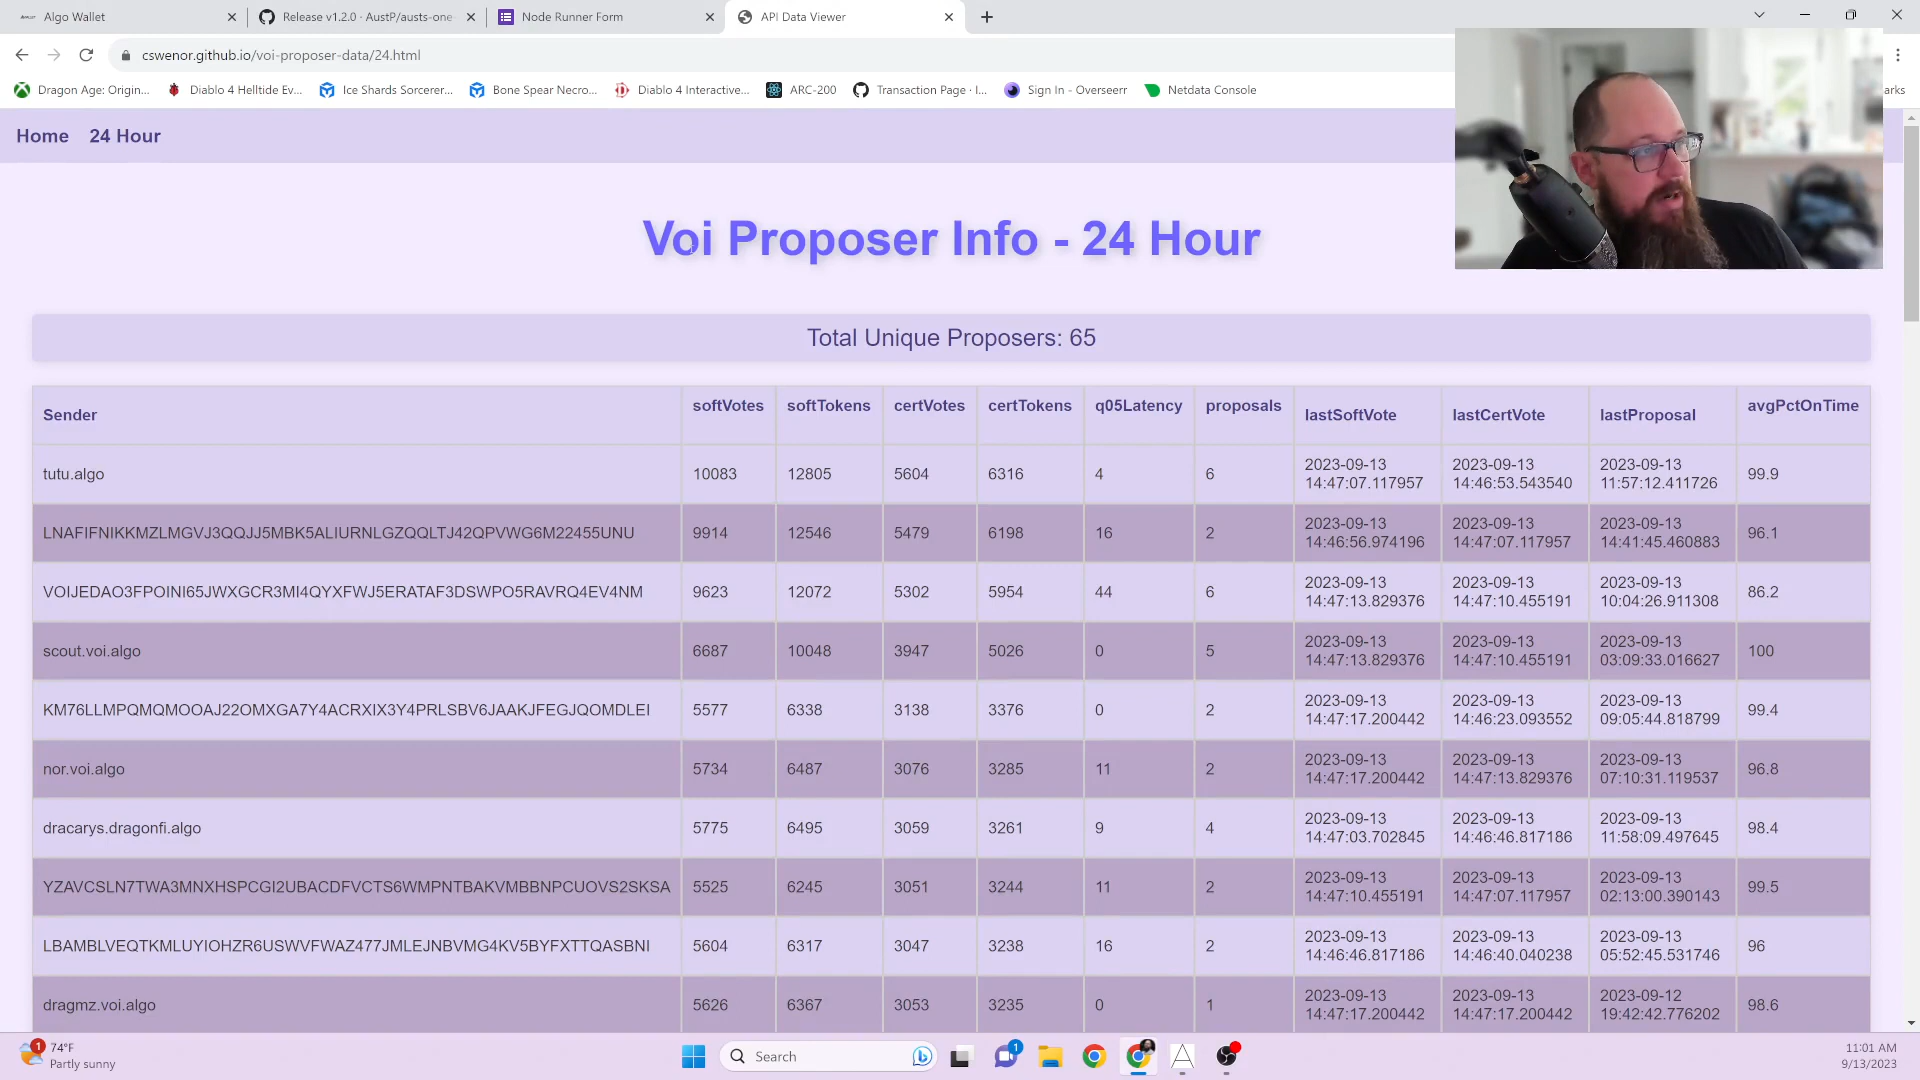 Algo Wallet
Release v1.2.0 · AustP/austs-one-
Node Runner Form
API Data Viewer
cswenor.github.io/voi-proposer-data/24.html
Dragon Age: Origin...
Diablo 4 Helltide Ev...
Ice Shards Sorcerer...
Bone Spear Necro...
Diablo 4 Interactive...
ARC-200
Transaction Page · I...
Sign In - Overseerr
Netdata Console
arks
Home 24 Hour
Voi Proposer Info - 24 Hour
Total Unique Proposers: 65
Sender softVotes softTokens certVotes certTokens q05Latency proposals lastSoftVote lastCertVote lastProposal avgPctOnTime
tutu.algo 10083 12805 5604 6316 4 6 2023-09-13 2023-09-13 2023-09-13 99.9
14:47:07.117957 14:46:53.543540 11:57:12.411726
LNAFIFNIKKMZLMGVJ3QQJJ5MBK5ALIURNLGZQQLTJ42QPVWG6M22455UNU 9914 12546 5479 6198 16 2 2023-09-13 2023-09-13 2023-09-13 96.1
14:46:56.974196 14:47:07.117957 14:41:45.460883
VOIJEDAO3FPOINI65JWXGCR3MI4QYXFWJ5ERATAF3DSWPO5RAVRQ4EV4NM 9623 12072 5302 5954 44 6 2023-09-13 2023-09-13 2023-09-13 86.2
14:47:13.829376 14:47:10.455191 10:04:26.911308
scout.voi.algo 6687 10048 3947 5026 0 5 2023-09-13 2023-09-13 2023-09-13 100
14:47:13.829376 14:47:10.455191 03:09:33.016627
KM76LLMPQMQMOOAJ22OMXGA7Y4ACRXIX3Y4PRLSBV6JAAKJFEGJQOMDLEI 5577 6338 3138 3376 0 2 2023-09-13 2023-09-13 2023-09-13 99.4
14:47:17.200442 14:46:23.093552 09:05:44.818799
nor.voi.algo 5734 6487 3076 3285 11 2 2023-09-13 2023-09-13 2023-09-13 96.8
14:47:17.200442 14:47:13.829376 07:10:31.119537
dracarys.dragonfi.algo 5775 6495 3059 3261 9 4 2023-09-13 2023-09-13 2023-09-13 98.4
14:47:03.702845 14:46:46.817186 11:58:09.497645
YZAVCSLN7TWA3MNXHSPCGI2UBACDFVCTS6WMPNTBAKVMBBNPCUOVS2SKSA 5525 6245 3051 3244 11 2 2023-09-13 2023-09-13 2023-09-13 99.5
14:47:10.455191 14:47:07.117957 02:13:00.390143
LBAMBLVEQTKMLUYIOHZR6USWVFWAZ477JMLEJNBVMG4KV5BYFXTTQASBNI 5604 6317 3047 3238 16 2 2023-09-13 2023-09-13 2023-09-13 96
14:46:46.817186 14:46:40.040238 05:52:45.531746
dragmz.voi.algo 5626 6367 3053 3235 0 1 2023-09-13 2023-09-13 2023-09-12 98.6
14:47:17.200442 14:47:17.200442 19:42:42.776202
1
74°F
Partly sunny
Search
1
11:01 AM
9/13/2023